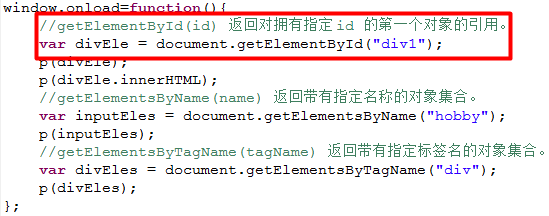 window.onload=function(){
//getElementById(id) 返回对拥有指定 id 的第一个对象的引用。
var divEle = document.getElementById("div1");
p(divEle);
p(divEle.innerHTML);
//getElementsByName(name) 返回带有指定名称的对象集合。
var inputEles = document.getElementsByName("hobby");
p(inputEles);
//getElementsByTagName(tagName) 返回带有指定标签名的对象集合。
var divEles = document.getElementsByTagName("div");
p(divEles);
};